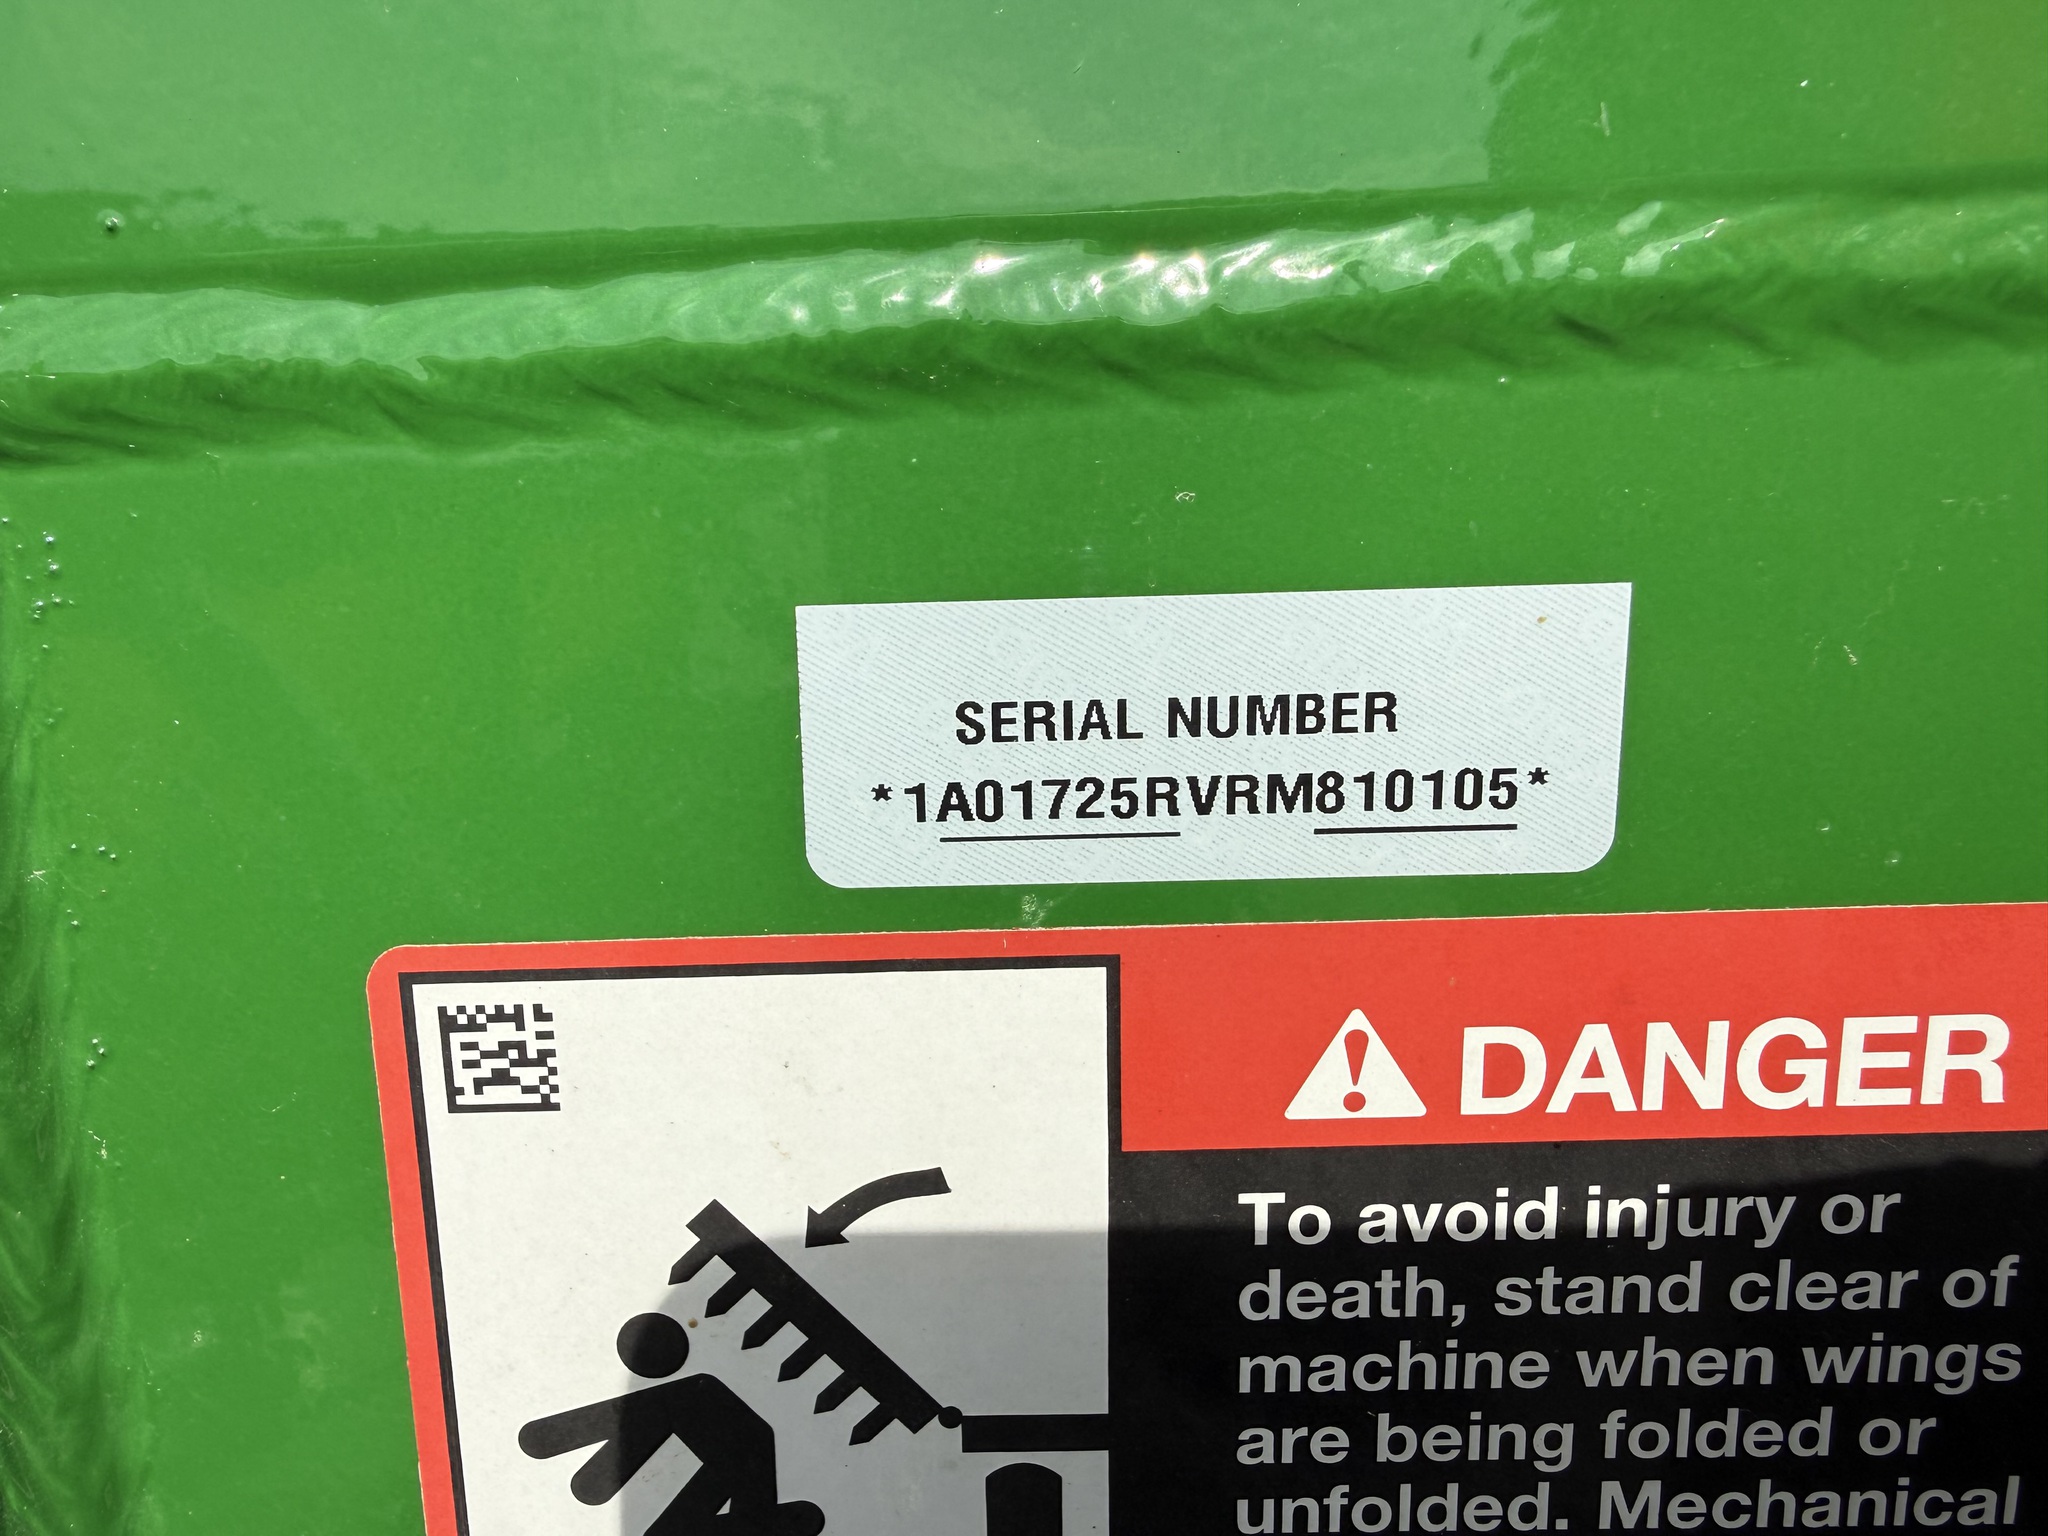 SERIAL NUMBER
*1A01725RVRM810105*
DANGER
To avoid injury or
death, stand clear of
machine when wings
are being folded or
unfolded. Mechanical